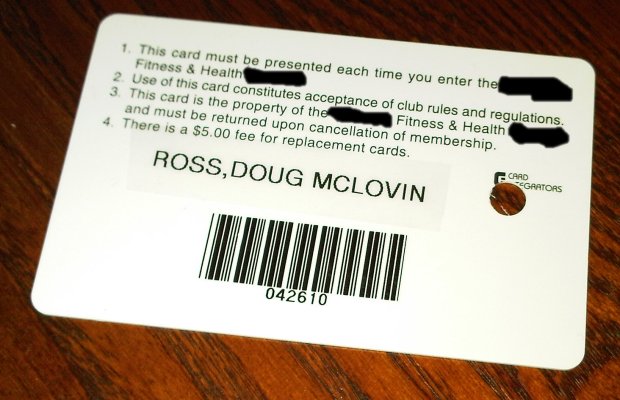 1. This card must be presented each time you enter the
Fitness & Health
2. Use of this card constitutes acceptance of club rules and regulations.
3. This card is the property of the Fitness & Health
and must be returned upon cancellation of membership.
4. There is a $5.00 fee for replacement cards.
ROSS,DOUG MCLOVIN
CARD
042610